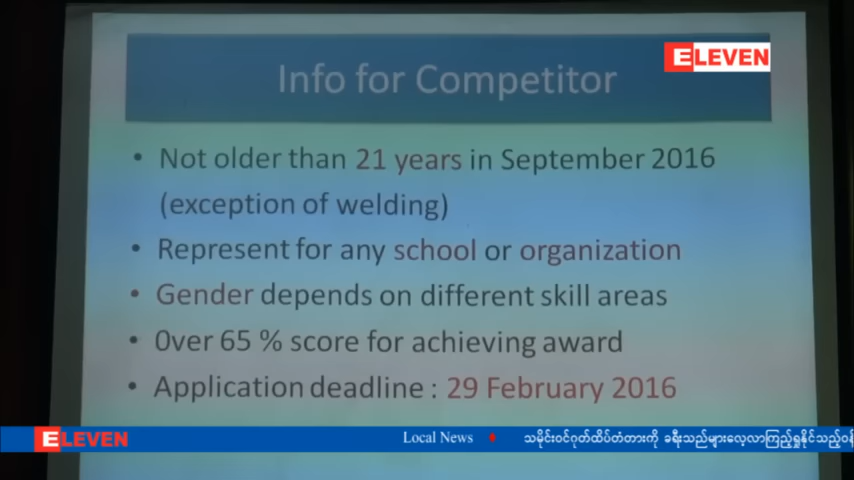 ELEVEN
Info for Competitor
• Not older than 21 years in September 2016
(exception of welding)
• Represent for any school or organization
• Gender depends on different skill areas
• 0ver 65 % score for achieving award
• Application deadline : 29 February 2016
ELEVEN Local News ♦ သမိုင်းဝင်ဂုတ်ထိပ်တံတားကို ခရီးသည်များလေ့လာကြည့်ရှုနိုင်သည့်ဝန်